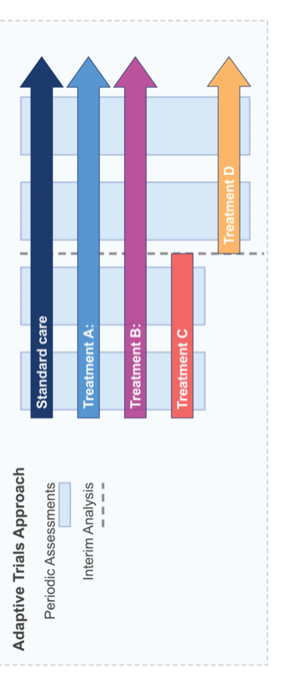 Adaptive Trials Approach
Periodic Assessments
Interim Analysis
Standard care
Treatment A:
Treatment B:
Treatment C
Treatment D